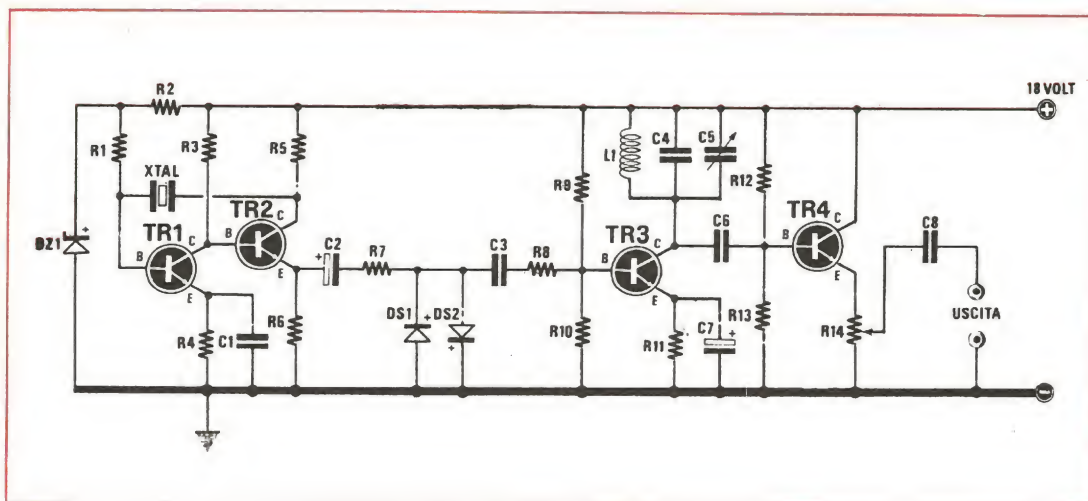 18 VOLT
R2
R1
R3
R5
XTAL
C4
C5
L1
R9
R12
TR1
TR2
TR3
TR4
B
C
E
B
C
E
B
C
E
B
C
E
DZ1
C2
R7
C3
R8
C6
C8
DS1
DS2
R4
C1
R6
R10
R11
C7
R13
R14
USCITA